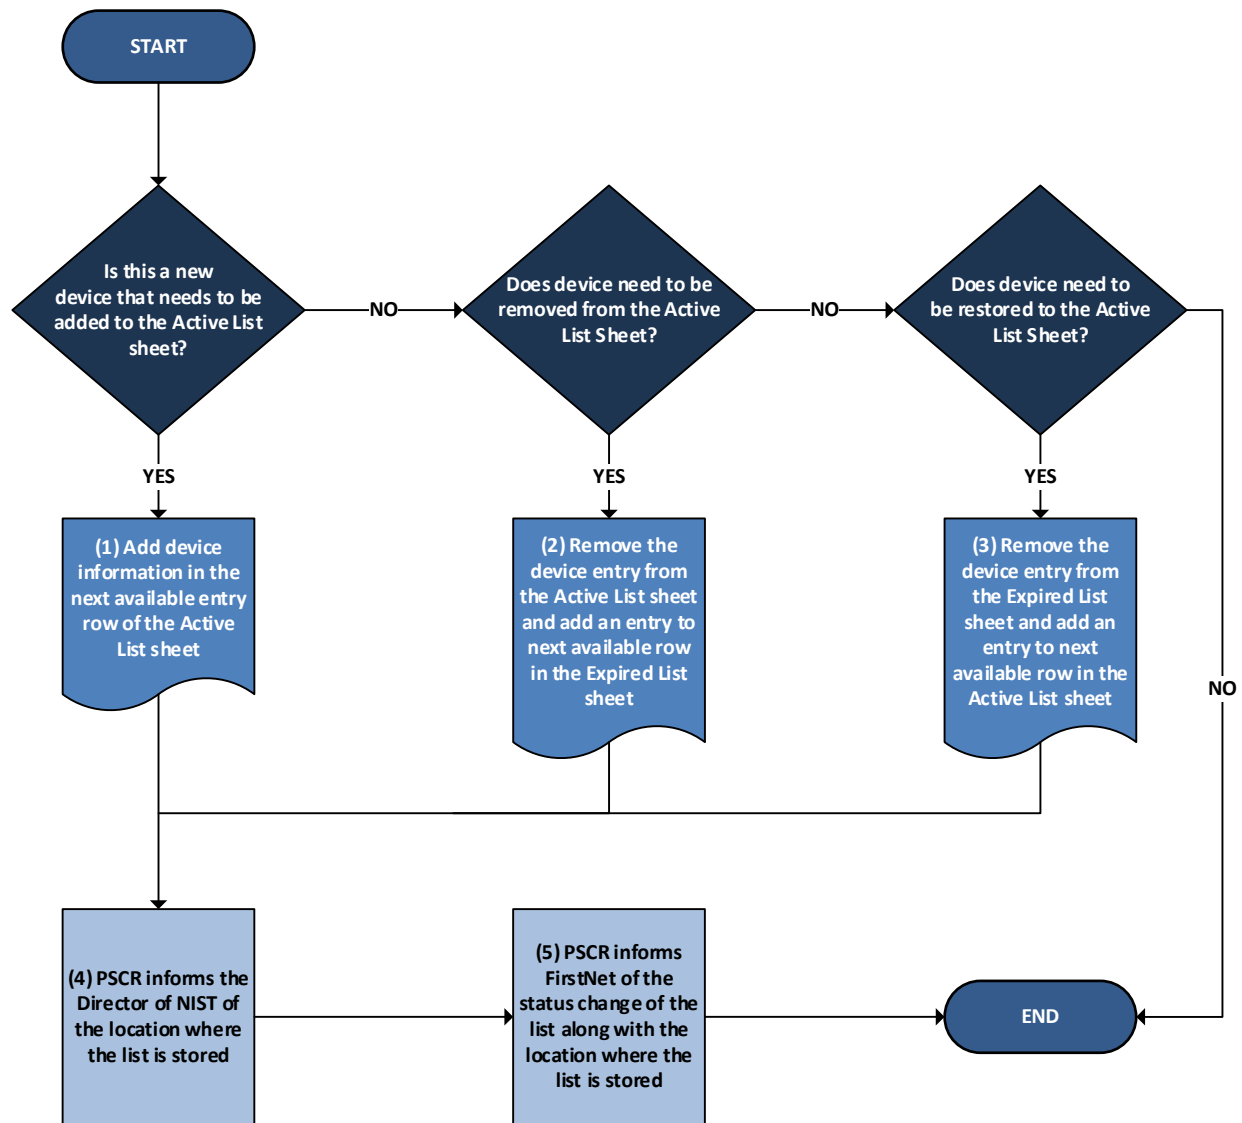 START
Is this a new
device that needs to be
added to the Active List
sheet?
NO
Does device need to be
removed from the Active
List Sheet?
NO
Does device need to
be restored to the Active
List Sheet?
YES
YES
YES
(1) Add device
information in the
next available entry
row of the Active
List sheet
(2) Remove the
device entry from
the Active List sheet
and add an entry to
next available row
in the Expired List
sheet
(3) Remove the
device entry from
the Expired List
sheet and add an
entry to next
available row in the
Active List sheet
NO
(4) PSCR informs the
Director of NIST of
the location where
the list is stored
(5) PSCR informs
FirstNet of the
status change of the
list along with the
location where the
list is stored
END